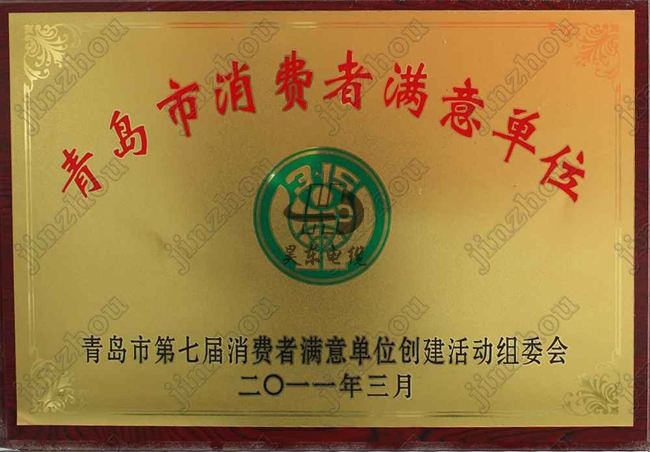 青岛市消费者满意单位
315
昊东电缆
青岛市第七届消费者满意单位创建活动组委会
二〇一一年三月
jinzhou